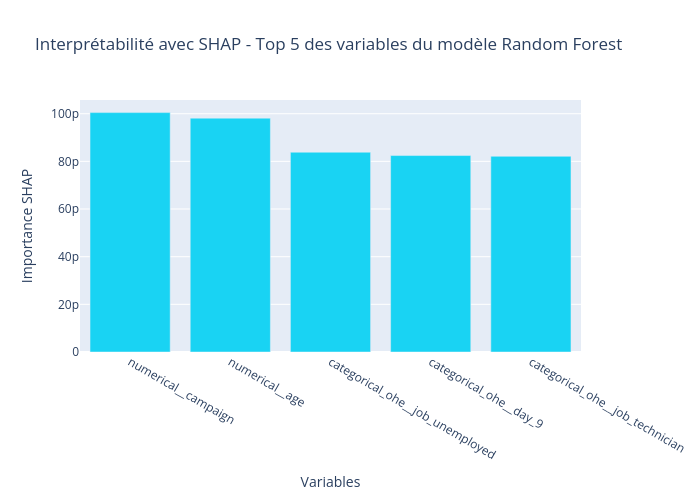 Interprétabilité avec SHAP - Top 5 des variables du modèle Random Forest
100p
80p
60p
40p
20p
0
Importance SHAP
numerical__campaign
numerical__age
categorical_ohe__job_unemployed
categorical_ohe__day_9
categorical_ohe__job_technician
Variables